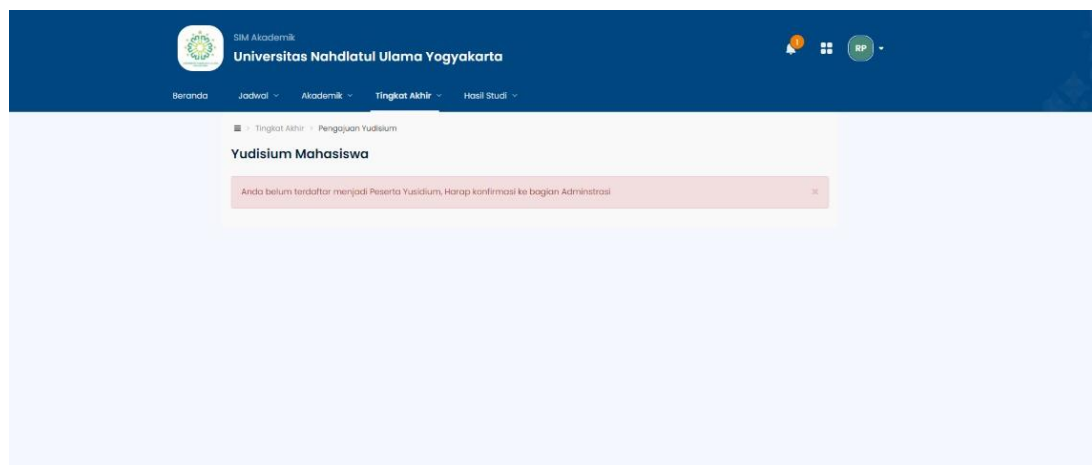 SIM Akademik
Universitas Nahdlatul Ulama Yogyakarta
1
RP
Beranda Jadwal Akademik Tingkat Akhir Hasil Studi
Tingkat Akhir > Pengajuan Yudisium
Yudisium Mahasiswa
Anda belum terdaftar menjadi Peserta Yusidium, Harap konfirmasi ke bagian Adminstrasi